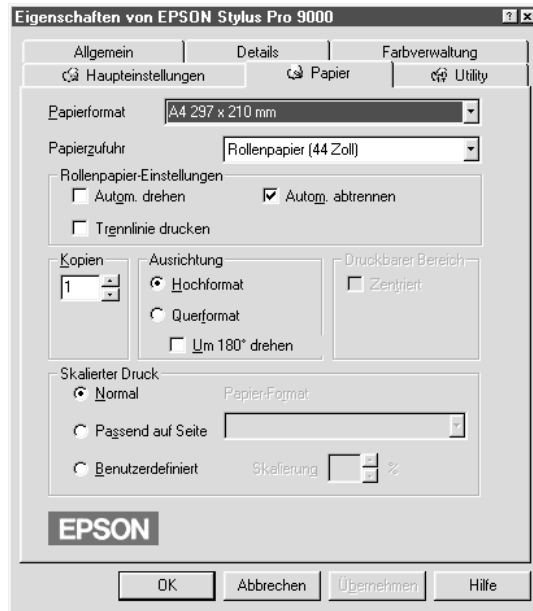 Eigenschaften von EPSON Stylus Pro 9000
Allgemein Details Farbverwaltung
Haupteinstellungen Papier Utility
Papierformat A4 297 x 210 mm
Papierzufuhr Rollenpapier (44 Zoll)
Rollenpapier-Einstellungen
Autom. drehen Autom. abtrennen
Trennlinie drucken
Kopien Ausrichtung Druckbarer Bereich
1 Hochformat Zentriert
Querformat
Um 180° drehen
Skalierter Druck
Normal Papier-Format
Passend auf Seite
Benutzerdefiniert Skalierung %
EPSON
OK Abbrechen Übernehmen Hilfe